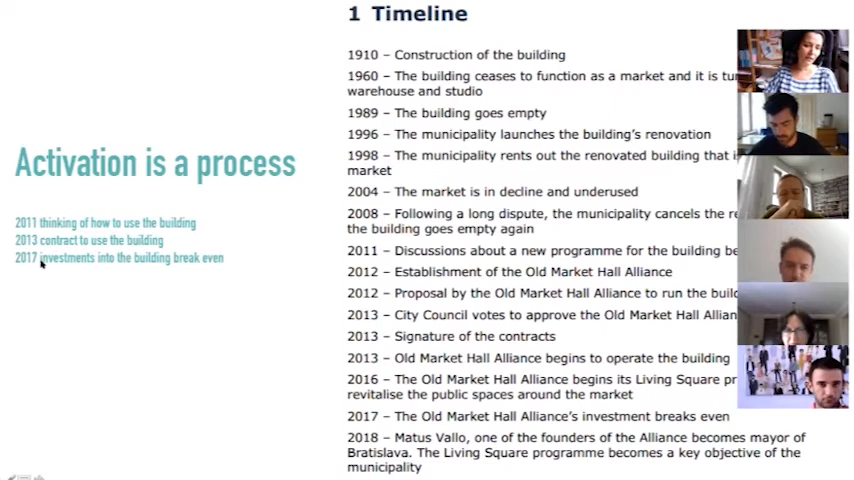 Activation is a process
2011 thinking of how to use the building
2013 contract to use the building
2017 investments into the building break even
1 Timeline
1910 – Construction of the building
1960 – The building ceases to function as a market and it is
warehouse and studio
1989 – The building goes empty
1996 – The municipality launches the building's renovation
1998 – The municipality rents out the renovated building that
market
2004 – The market is in decline and underused
2008 – Following a long dispute, the municipality cancels the
the building goes empty again
2011 – Discussions about a new programme for the building
2012 – Establishment of the Old Market Hall Alliance
2012 – Proposal by the Old Market Hall Alliance to run the
2013 – City Council votes to approve the Old Market Hall
2013 – Signature of the contracts
2013 – Old Market Hall Alliance begins to operate the building
2016 – The Old Market Hall Alliance begins its Living Square
revitalise the public spaces around the market
2017 – The Old Market Hall Alliance's investment breaks even
2018 – Matus Vallo, one of the founders of the Alliance becomes mayor of
Bratislava. The Living Square programme becomes a key objective of the
municipality